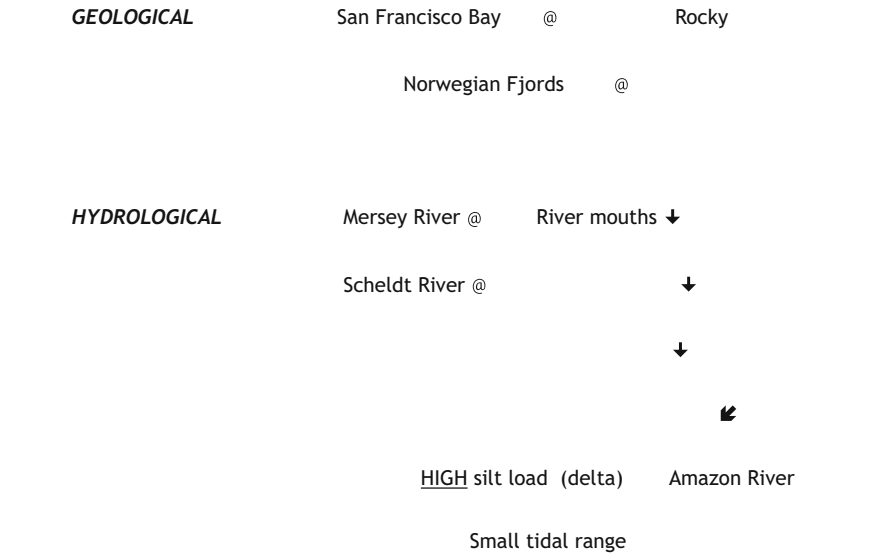 GEOLOGICAL San Francisco Bay @ Rocky
Norwegian Fjords @
HYDROLOGICAL Mersey River @ River mouths 🡻
Scheldt River @ 🡻
🡻
🡿
HIGH silt load (delta) Amazon River
Small tidal range